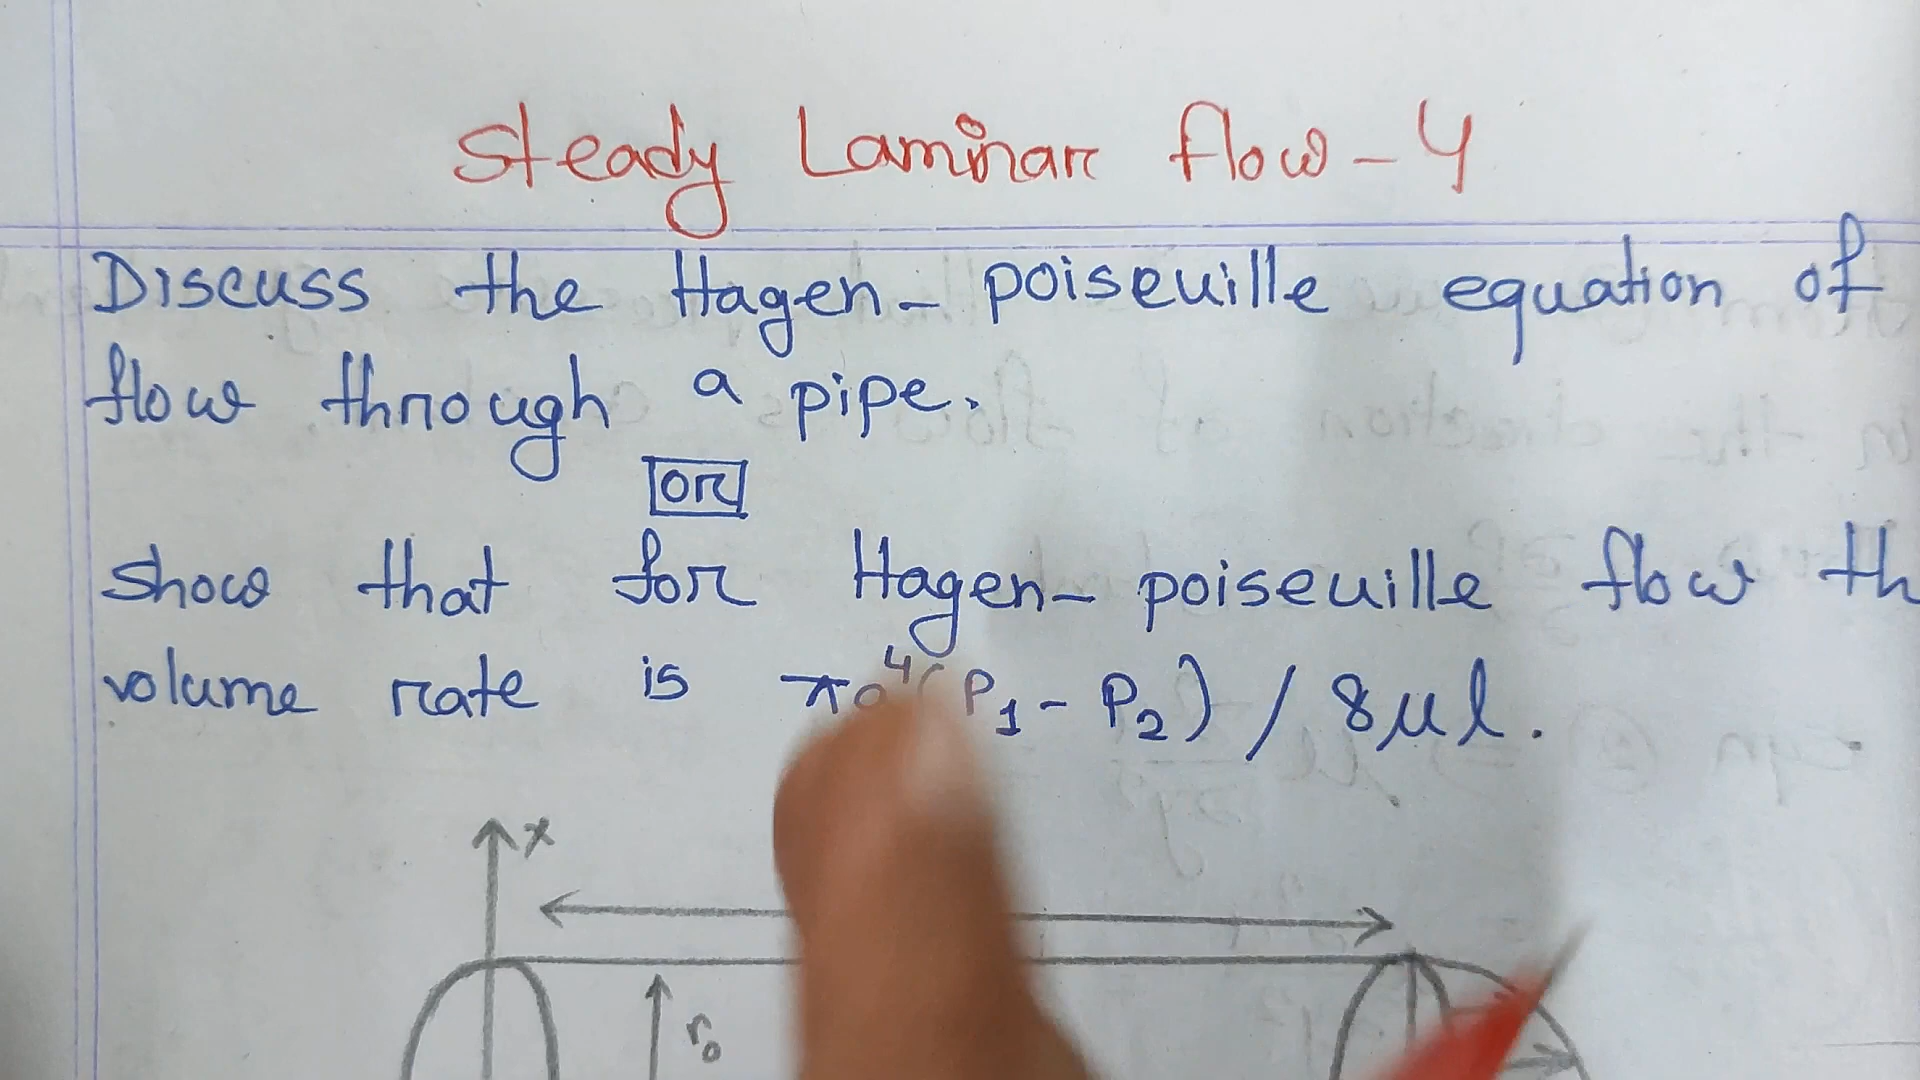 Steady Laminar flow - 4
Discuss the Hagen- poiseuille equation of
flow through a pipe.
OR
Show that for Hagen- poiseuille flow th
volume rate is πa⁴(P₁ - P₂) / 8μl.
x
r₀